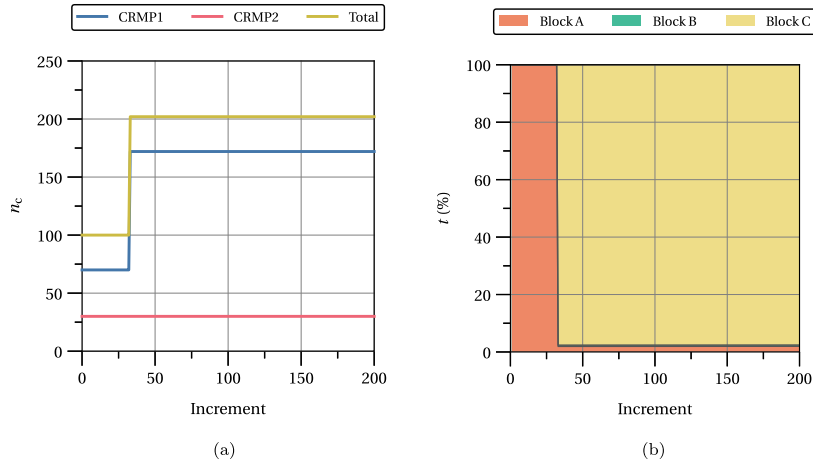 CRMP1 CRMP2 Total
Block A Block B Block C
250
200
150
100
50
0
n_c
0 50 100 150 200
Increment
(a)
100
80
60
40
20
0
t (%)
0 50 100 150 200
Increment
(b)